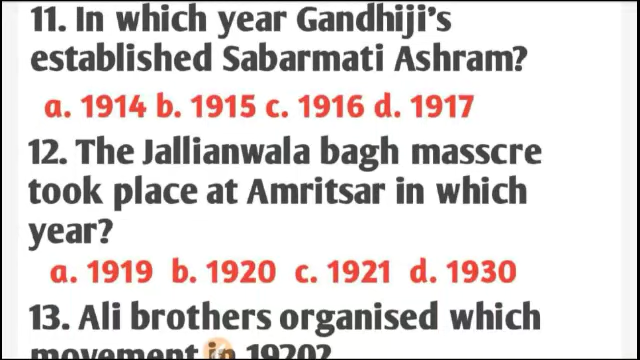 11. In which year Gandhiji's
established Sabarmati Ashram?
a. 1914 b. 1915 c. 1916 d. 1917
12. The Jallianwala bagh masscre
took place at Amritsar in which
year?
a. 1919 b. 1920 c. 1921 d. 1930
13. Ali brothers organised which
movement in 1920?